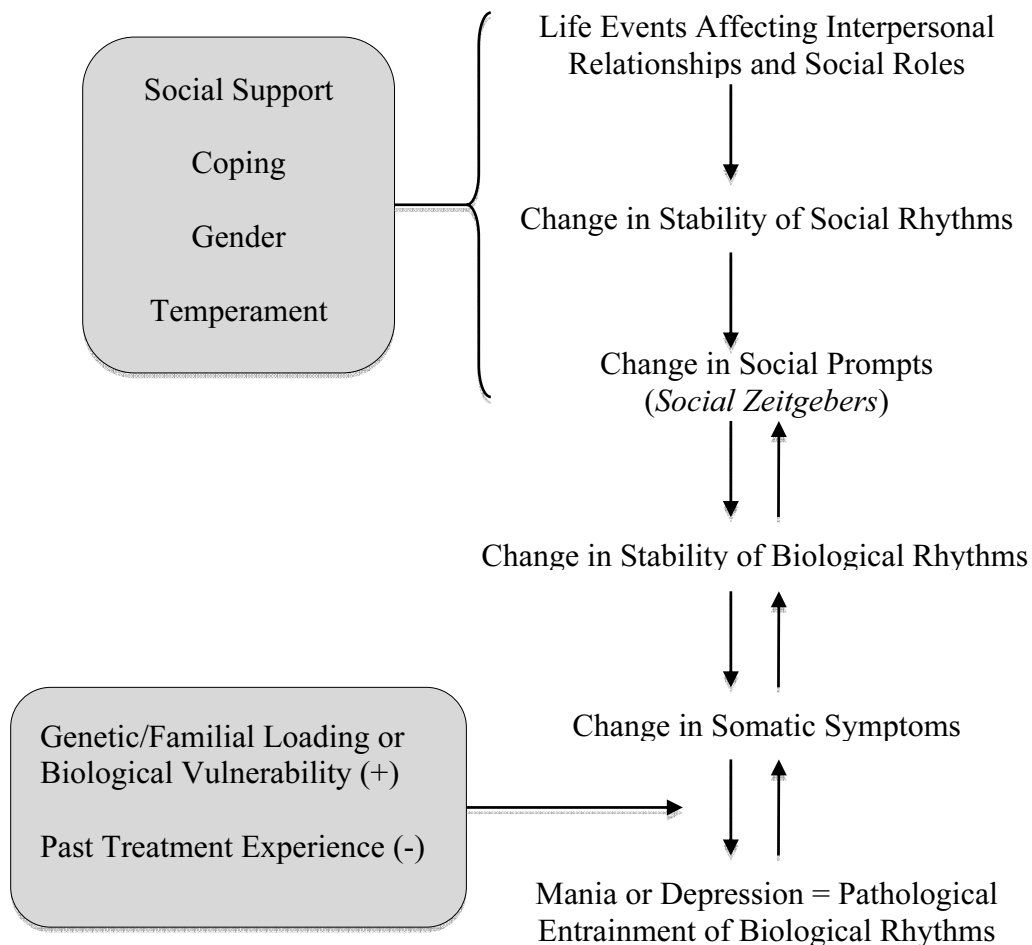 Life Events Affecting Interpersonal
Relationships and Social Roles
Social Support
Coping
Gender
Temperament
Change in Stability of Social Rhythms
Change in Social Prompts
(Social Zeitgebers)
Change in Stability of Biological Rhythms
Change in Somatic Symptoms
Genetic/Familial Loading or
Biological Vulnerability (+)
Past Treatment Experience (-)
Mania or Depression = Pathological
Entrainment of Biological Rhythms